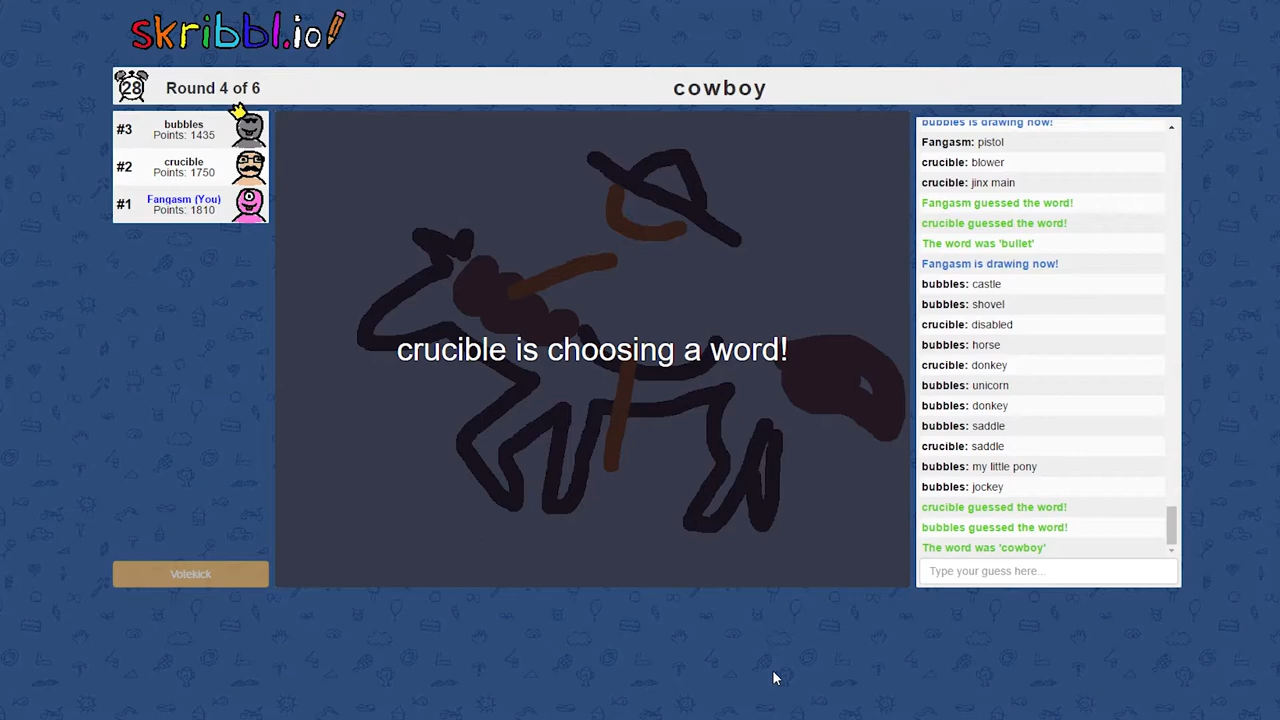 skribbl.io
28
Round 4 of 6
cowboy
#3
bubbles
Points: 1435
#2
crucible
Points: 1750
#1
Fangasm (You)
Points: 1810
Votekick
crucible is choosing a word!
bubbles is drawing now!
Fangasm: pistol
crucible: blower
crucible: jinx main
Fangasm guessed the word!
crucible guessed the word!
The word was 'bullet'
Fangasm is drawing now!
bubbles: castle
bubbles: shovel
crucible: disabled
bubbles: horse
crucible: donkey
bubbles: unicorn
bubbles: donkey
bubbles: saddle
crucible: saddle
bubbles: my little pony
bubbles: jockey
crucible guessed the word!
bubbles guessed the word!
The word was 'cowboy'
Type your guess here...